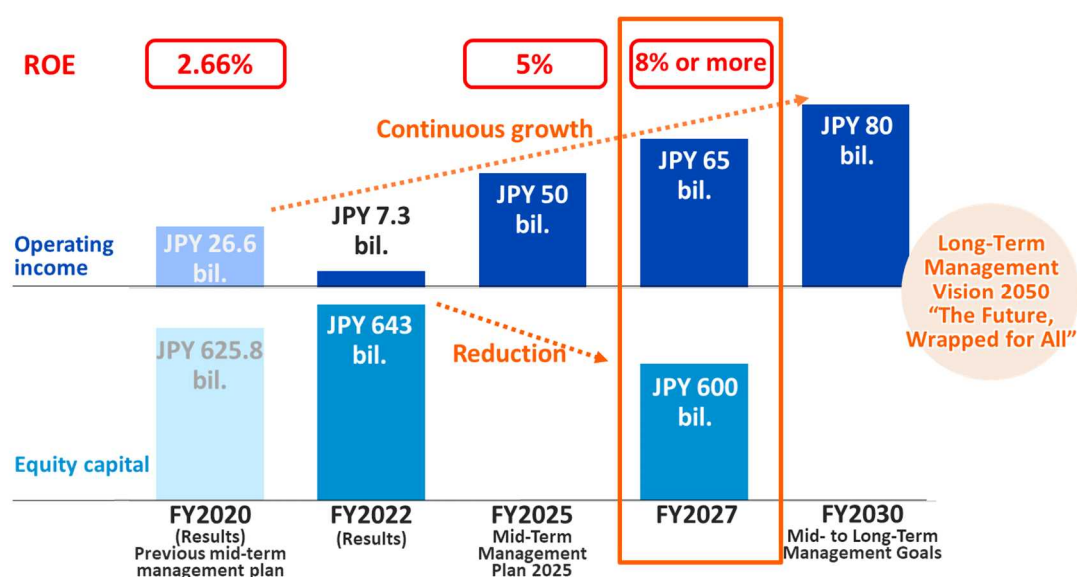 ROE
2.66%
5%
8% or more
Continuous growth
Operating
income
JPY 26.6
bil.
JPY 7.3
bil.
JPY 50
bil.
JPY 65
bil.
JPY 80
bil.
Long-Term
Management
Vision 2050
“The Future,
Wrapped for All”
Equity capital
JPY 625.8
bil.
JPY 643
bil.
Reduction
JPY 600
bil.
FY2020
(Results)
Previous mid-term
management plan
FY2022
(Results)
FY2025
Mid-Term
Management
Plan 2025
FY2027
FY2030
Mid- to Long-Term
Management Goals